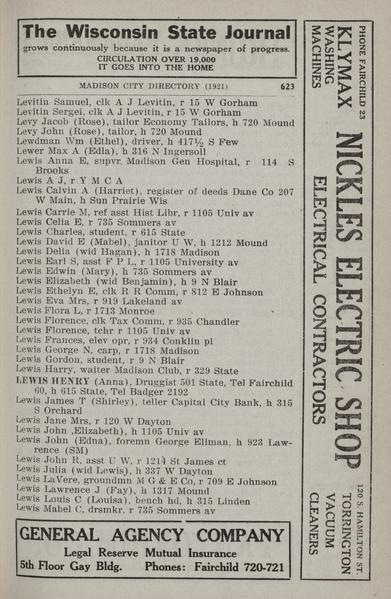 The Wisconsin State Journal
grows continuously because it is a newspaper of progress.
CIRCULATION OVER 19,000
IT GOES INTO THE HOME
MADISON CITY DIRECTORY (1921) 623
Levitin Samuel, clk A J Levitin, r 15 W Gorham
Levitin Sergei, clk A J Levitin, r 15 W Gorham
Levy Jacob (Rose), tailor Economy Tailors, h 720 Mound
Levy John (Rose), tailor, h 720 Mound
Lewdman Wm (Ethel), driver, h 417½ S Few
Lewer Max A (Edla), h 316 N Ingersoll
Lewis Anna E, supvr Madison Gen Hospital, r 114 S
Brooks
Lewis A J, r Y M C A
Lewis Calvin A (Harriet), register of deeds Dane Co 207
W Main, h Sun Prairie Wis
Lewis Carrie M, ref asst Hist Libr, r 1105 Univ av
Lewis Celia E, r 735 Sommers av
Lewis Charles, student, r 615 State
Lewis David E (Mabel), janitor U W, h 1212 Mound
Lewis Delia (wid Hagan), h 1718 Madison
Lewis Earl S, asst F P L, r 1105 University av
Lewis Edwin (Mary), h 735 Sommers av
Lewis Elizabeth (wid Benjamin), h 9 N Blair
Lewis Ethelyn E, clk R R Comm, r 812 E Johnson
Lewis Eva Mrs, r 919 Lakeland av
Lewis Flora L, r 1713 Monroe
Lewis Florence, clk Tax Comm, r 935 Chandler
Lewis Florence, tchr r 1105 Univ av
Lewis Frances, elev opr, r 934 Conklin pl
Lewis George N, carp, r 1718 Madison
Lewis Gordon, student, r 9 N Blair
Lewis Harry, waiter Madison Club, r 329 State
LEWIS HENRY (Anna), Druggist 501 State, Tel Fairchild
60, h 615 State, Tel Badger 2192
Lewis James T (Shirley), teller Capital City Bank, h 315
S Orchard
Lewis Jane Mrs, r 120 W Dayton
Lewis John ,Elizabeth), h 1105 Univ av
Lewis John (Edna), foremn George Ellman, h 923 Law-
rence (SM)
Lewis John R, asst U W, r 1214 St James ct
Lewis Julia (wid Lewis), h 337 W Dayton
Lewis LaVere, groundmn M G & E Co, r 709 E Johnson
Lewis Lawrence J (Fay), h 1317 Mound
Lewis Louis C (Louisa), bench hd, h 315 Linden
Lewis Mabel C, drsmkr, r 735 Sommers av
GENERAL AGENCY COMPANY
Legal Reserve Mutual Insurance
5th Floor Gay Bldg. Phones: Fairchild 720-721
PHONE FAIRCHILD 23
KLYMAX
WASHING
MACHINES
NICKLES ELECTRIC SHOP
ELECTRICAL CONTRACTORS
120 S. HAMILTON ST.
TORRINGTON
VACUUM
CLEANERS